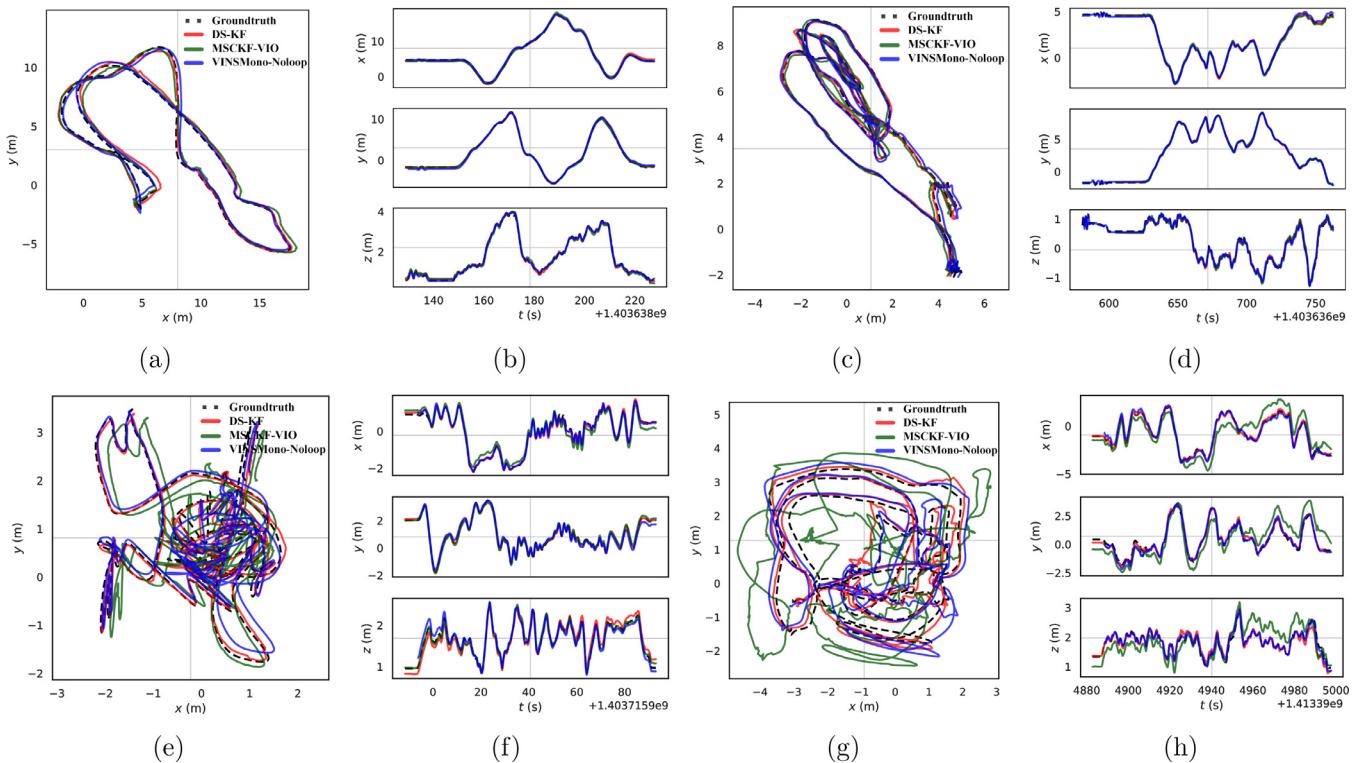 Groundtruth
DS-KF
MSCKF-VIO
VINSMono-Noloop
y (m)
10
5
0
−5
0
5
10
15
x (m)
(a)
x (m)
10
0
y (m)
10
0
z (m)
4
2
140
160
180
200
220
t (s)
+1.403638e9
(b)
Groundtruth
DS-KF
MSCKF-VIO
VINSMono-Noloop
y (m)
8
6
4
2
0
−2
−4
−2
0
2
4
6
x (m)
(c)
x (m)
5
0
y (m)
5
0
z (m)
1
0
−1
600
650
700
750
t (s)
+1.403636e9
(d)
Groundtruth
DS-KF
MSCKF-VIO
VINSMono-Noloop
y (m)
3
2
1
0
−1
−2
−3
−2
−1
0
1
2
x (m)
(e)
x (m)
0
−2
y (m)
2
0
−2
z (m)
2
1
0
20
40
60
80
t (s)
+1.4037159e9
(f)
Groundtruth
DS-KF
MSCKF-VIO
VINSMono-Noloop
y (m)
5
4
3
2
1
0
−1
−2
−4
−3
−2
−1
0
1
2
3
x (m)
(g)
x (m)
0
−5
y (m)
2.5
0.0
−2.5
z (m)
3
2
1
4880
4900
4920
4940
4960
4980
5000
t (s)
+1.41339e9
(h)